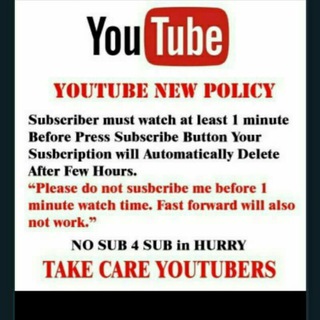 YouTube
YOUTUBE NEW POLICY
Subscriber must watch at least 1 minute
Before Press Subscribe Button Your
Susbcription will Automatically Delete
After Few Hours.
“Please do not susbcribe me before 1
minute watch time. Fast forward will also
not work.”
NO SUB 4 SUB in HURRY
TAKE CARE YOUTUBERS